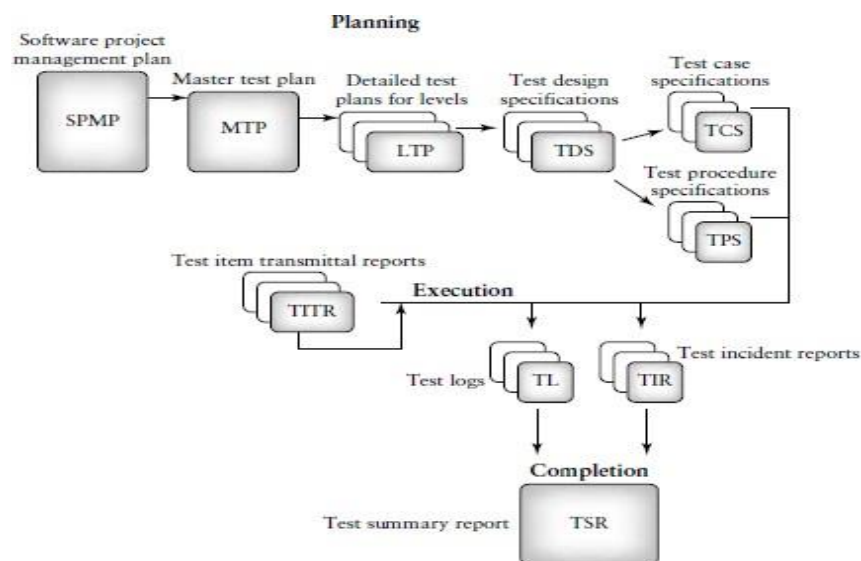 Planning
Software project
management plan
SPMP
Master test plan
MTP
Detailed test
plans for levels
LTP
Test design
specifications
TDS
Test case
specifications
TCS
Test procedure
specifications
TPS
Test item transmittal reports
TITR
Execution
Test logs
TL
TIR
Test incident reports
Completion
Test summary report
TSR